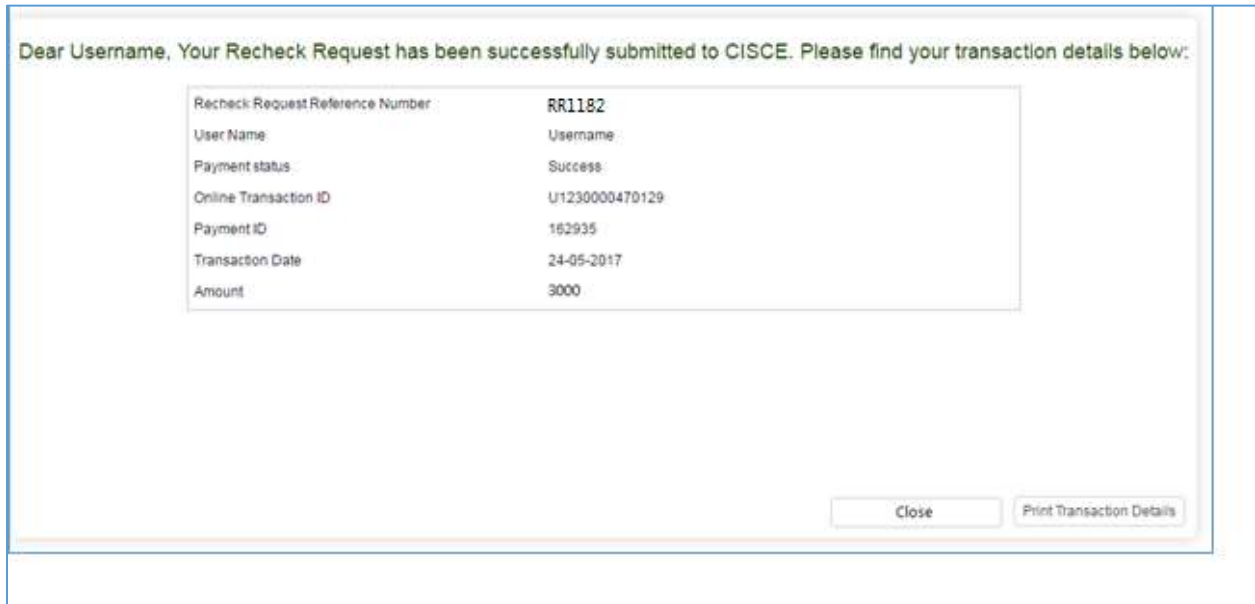 Dear Username, Your Recheck Request has been successfully submitted to CISCE. Please find your transaction details below:
Recheck Request Reference Number RR1182
User Name Username
Payment status Success
Online Transaction ID U1230000470129
Payment ID 162935
Transaction Date 24-05-2017
Amount 3000
Close Print Transaction Details